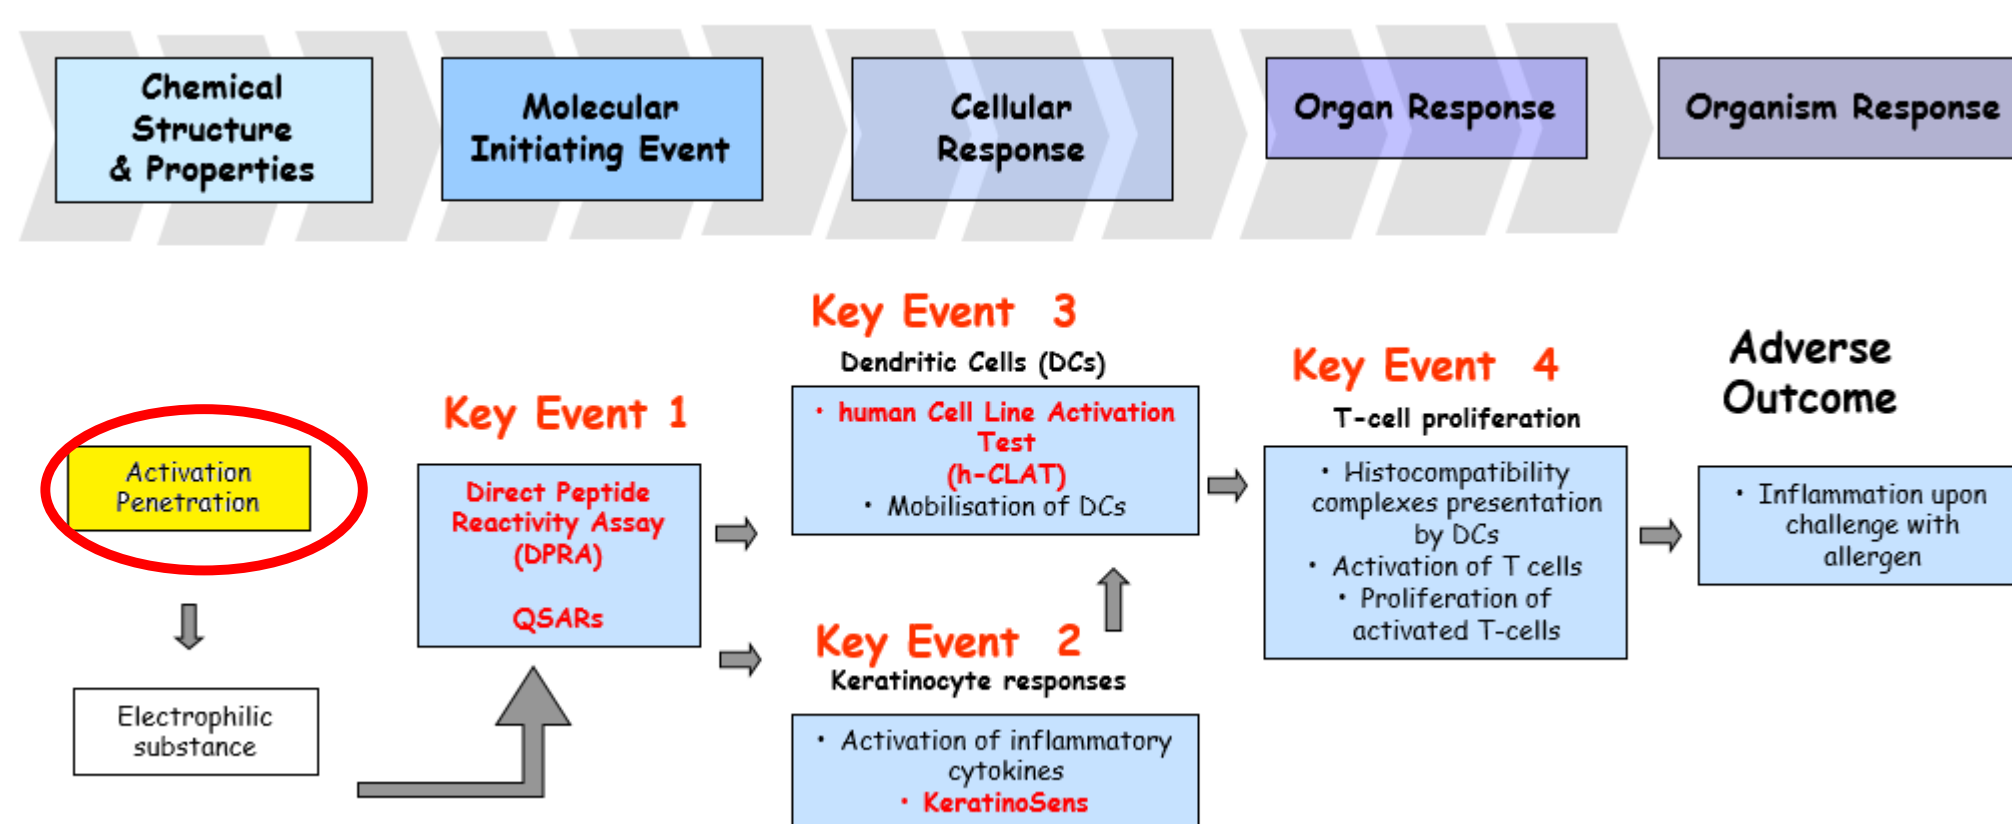 Chemical
Structure
& Properties
Molecular
Initiating Event
Cellular
Response
Organ Response
Organism Response
Activation
Penetration
Electrophilic
substance
Key Event 1
Direct Peptide
Reactivity Assay
(DPRA)
QSARs
Key Event 3
Dendritic Cells (DCs)
• human Cell Line Activation
Test
(h-CLAT)
• Mobilisation of DCs
Key Event 2
Keratinocyte responses
• Activation of inflammatory
cytokines
• KeratinoSens
Key Event 4
T-cell proliferation
• Histocompatibility
complexes presentation
by DCs
• Activation of T cells
• Proliferation of
activated T-cells
Adverse
Outcome
• Inflammation upon
challenge with
allergen